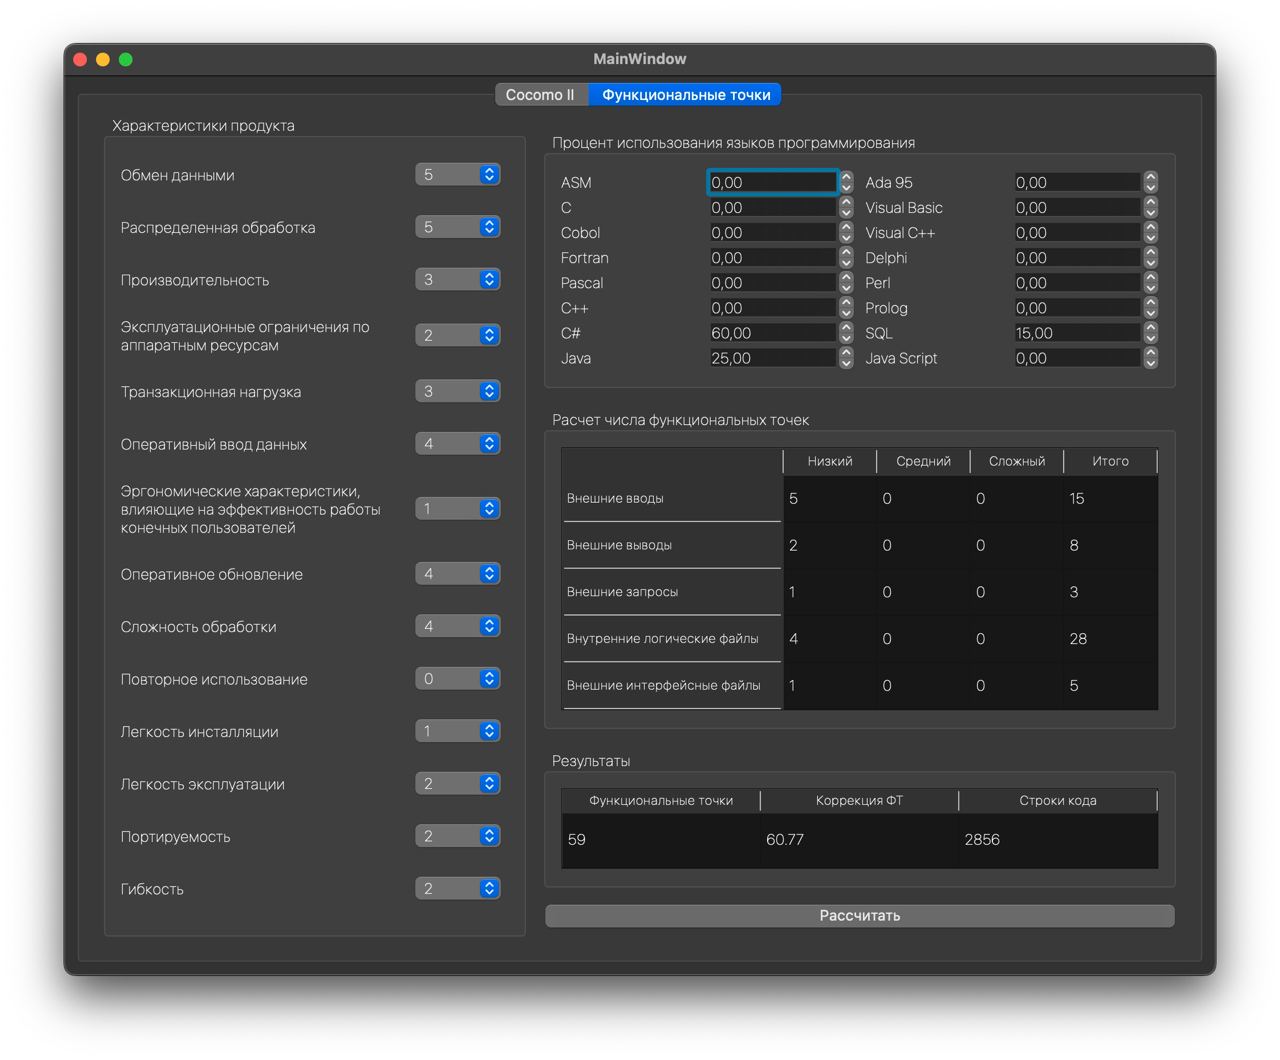 MainWindow
Cocomo II
Функциональные точки
Характеристики продукта
Обмен данными
5
Распределенная обработка
5
Производительность
3
Эксплуатационные ограничения по
аппаратным ресурсам
2
Транзакционная нагрузка
3
Оперативный ввод данных
4
Эргономические характеристики,
влияющие на эффективность работы
конечных пользователей
1
Оперативное обновление
4
Сложность обработки
4
Повторное использование
0
Легкость инсталляции
1
Легкость эксплуатации
2
Портируемость
2
Гибкость
2
Процент использования языков программирования
ASM 0,00 Ada 95 0,00
C 0,00 Visual Basic 0,00
Cobol 0,00 Visual C++ 0,00
Fortran 0,00 Delphi 0,00
Pascal 0,00 Perl 0,00
C++ 0,00 Prolog 0,00
C# 60,00 SQL 15,00
Java 25,00 Java Script 0,00
Расчет числа функциональных точек
Низкий Средний Сложный Итого
Внешние вводы 5 0 0 15
Внешние выводы 2 0 0 8
Внешние запросы 1 0 0 3
Внутренние логические файлы 4 0 0 28
Внешние интерфейсные файлы 1 0 0 5
Результаты
Функциональные точки Коррекция ФТ Строки кода
59 60.77 2856
Рассчитать